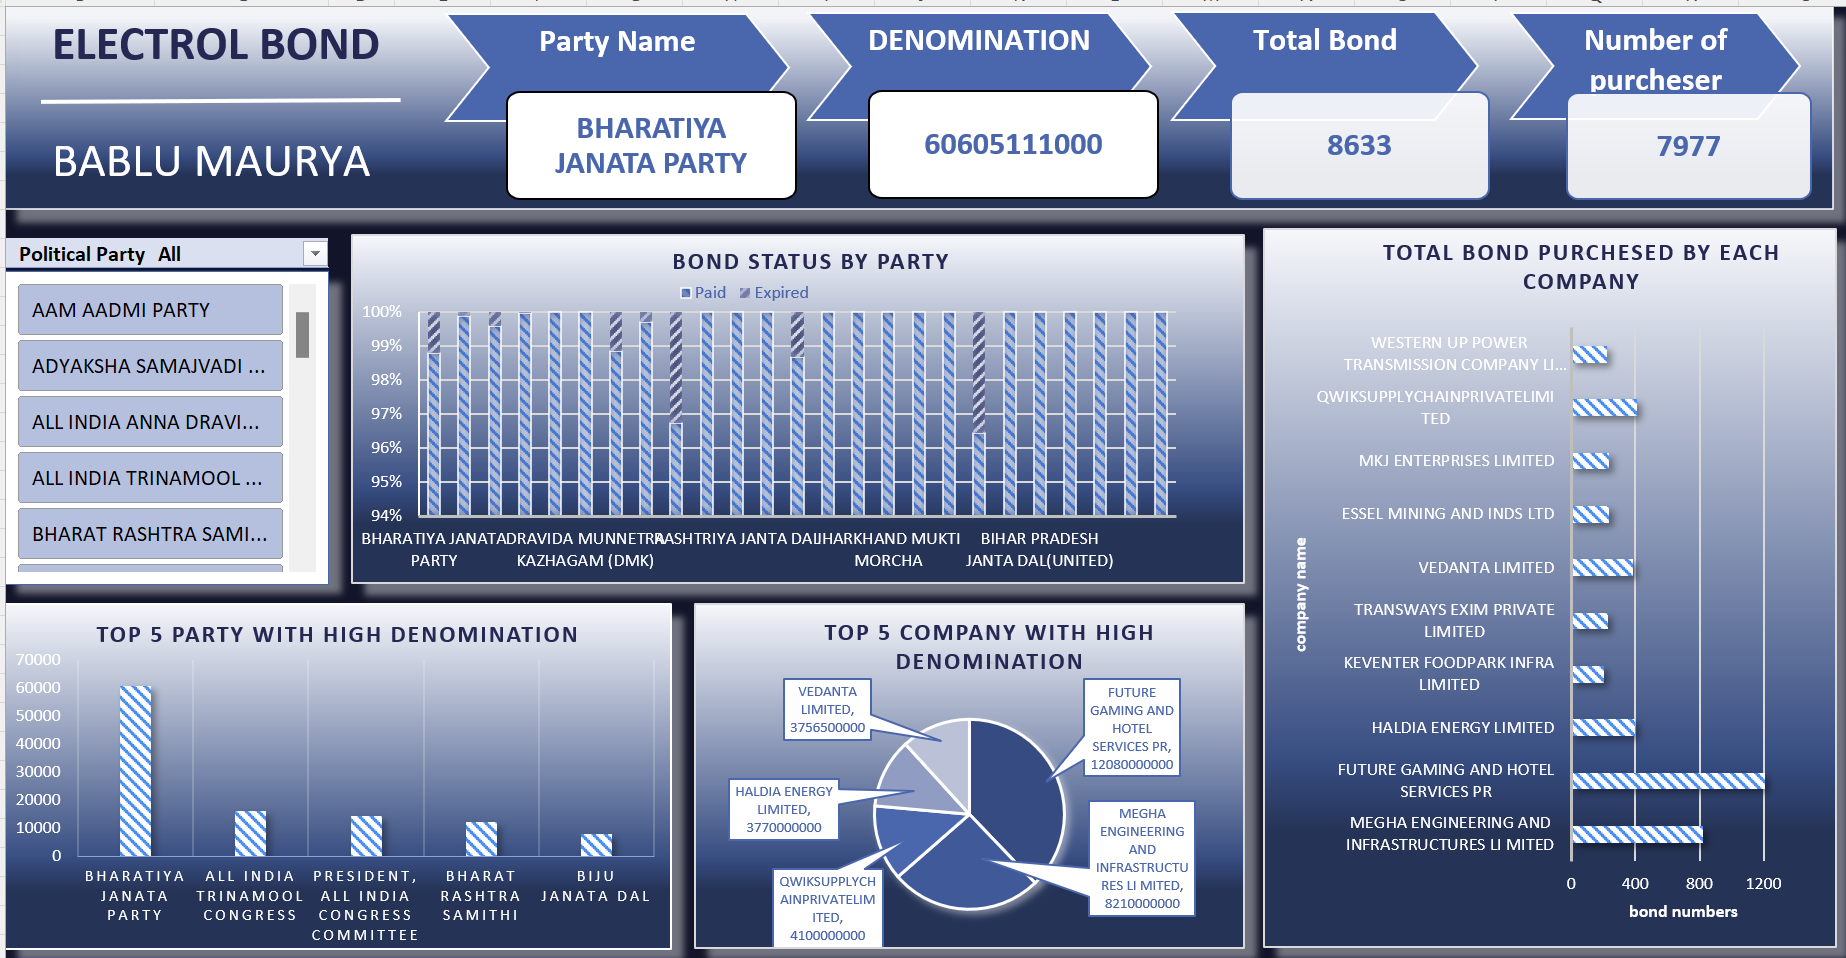 ELECTROL BOND
BABLU MAURYA
Party Name
BHARATIYA
JANATA PARTY
DENOMINATION
60605111000
Total Bond
8633
Number of
purcheser
7977
Political Party All
AAM AADMI PARTY
ADYAKSHA SAMAJVADI ...
ALL INDIA ANNA DRAVI...
ALL INDIA TRINAMOOL ...
BHARAT RASHTRA SAMI...
BOND STATUS BY PARTY
Paid Expired
100%
99%
98%
97%
96%
95%
94%
BHARATIYA JANATA
PARTY
DRAVIDA MUNNETRA
KAZHAGAM (DMK)
RASHTRIYA JANTA DAL
JHARKHAND MUKTI
MORCHA
BIHAR PRADESH
JANTA DAL(UNITED)
TOTAL BOND PURCHESED BY EACH
COMPANY
company name
WESTERN UP POWER
TRANSMISSION COMPANY LI...
QWIKSUPPLYCHAINPRIVATELIMI
TED
MKJ ENTERPRISES LIMITED
ESSEL MINING AND INDS LTD
VEDANTA LIMITED
TRANSWAYS EXIM PRIVATE
LIMITED
KEVENTER FOODPARK INFRA
LIMITED
HALDIA ENERGY LIMITED
FUTURE GAMING AND HOTEL
SERVICES PR
MEGHA ENGINEERING AND
INFRASTRUCTURES LI MITED
0 400 800 1200
bond numbers
TOP 5 PARTY WITH HIGH DENOMINATION
70000
60000
50000
40000
30000
20000
10000
0
BHARATIYA
JANATA
PARTY
ALL INDIA
TRINAMOOL
CONGRESS
PRESIDENT,
ALL INDIA
CONGRESS
COMMITTEE
BHARAT
RASHTRA
SAMITHI
BIJU
JANATA DAL
TOP 5 COMPANY WITH HIGH
DENOMINATION
VEDANTA
LIMITED,
3756500000
FUTURE
GAMING AND
HOTEL
SERVICES PR,
12080000000
HALDIA ENERGY
LIMITED,
3770000000
MEGHA
ENGINEERING
AND
INFRASTRUCTU
RES LI MITED,
8210000000
QWIKSUPPLYCH
AINPRIVATELIM
ITED,
4100000000